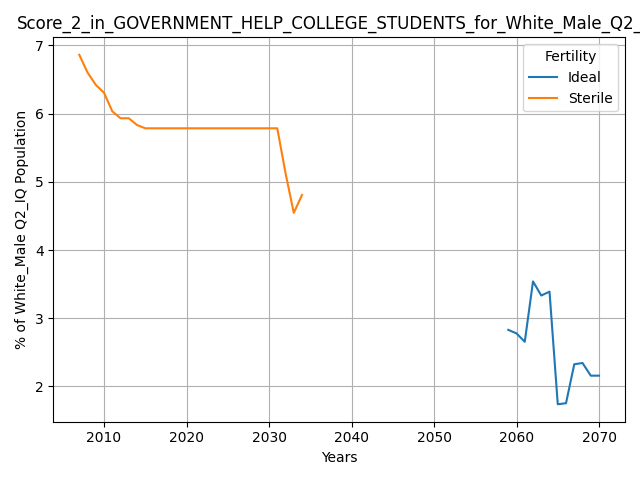 Score_2_in_GOVERNMENT_HELP_COLLEGE_STUDENTS_for_White_Male_Q2_
Fertility
Ideal
Sterile
% of White_Male Q2_IQ Population
7
6
5
4
3
2
2010 2020 2030 2040 2050 2060 2070
Years